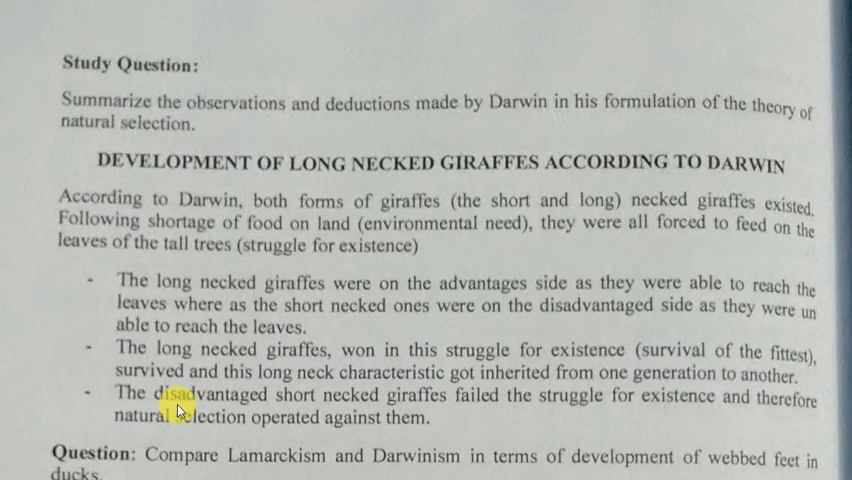 Study Question:
Summarize the observations and deductions made by Darwin in his formulation of the theory of
natural selection.
DEVELOPMENT OF LONG NECKED GIRAFFES ACCORDING TO DARWIN
According to Darwin, both forms of giraffes (the short and long) necked giraffes existed.
Following shortage of food on land (environmental need), they were all forced to feed on the
leaves of the tall trees (struggle for existence)
- The long necked giraffes were on the advantages side as they were able to reach the
leaves where as the short necked ones were on the disadvantaged side as they were un
able to reach the leaves.
- The long necked giraffes, won in this struggle for existence (survival of the fittest),
survived and this long neck characteristic got inherited from one generation to another.
- The disadvantaged short necked giraffes failed the struggle for existence and therefore
natural selection operated against them.
Question: Compare Lamarckism and Darwinism in terms of development of webbed feet in
ducks.